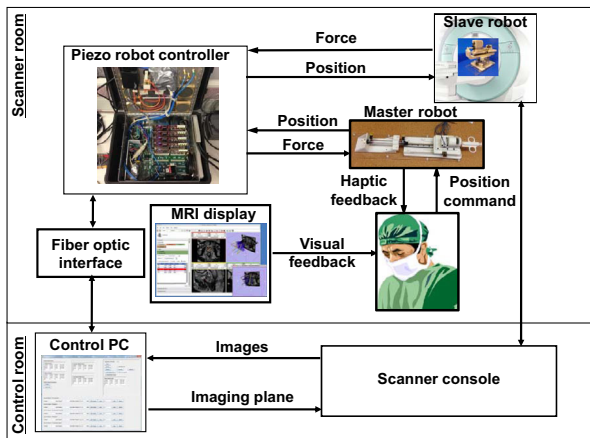 Scanner room
Slave robot
Piezo robot controller
Force
Position
Master robot
Position
Force
Haptic
feedback
Position
command
MRI display
Visual
feedback
Fiber optic
interface
Control room
Control PC
Images
Imaging plane
Scanner console